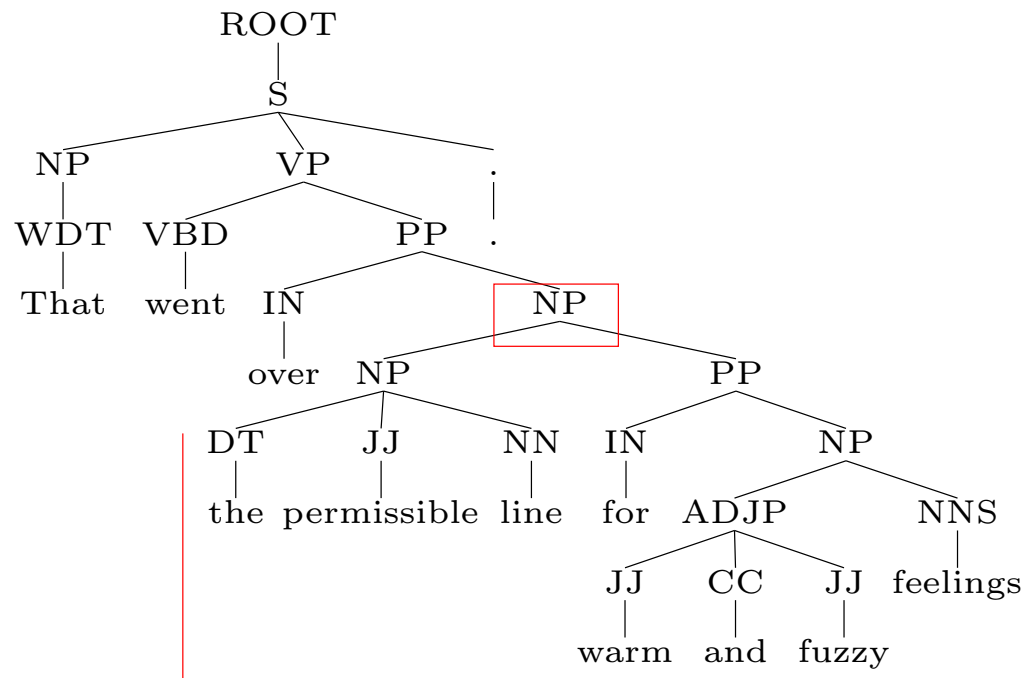 ROOT
S
NP VP .
WDT VBD PP .
That went IN NP
over NP PP
DT JJ NN IN NP
the permissible line for ADJP NNS
JJ CC JJ feelings
warm and fuzzy